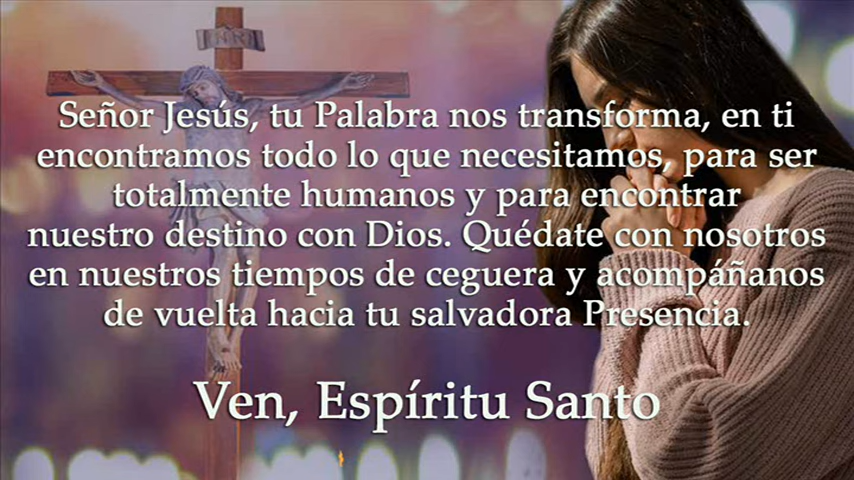 INRI
Señor Jesús, tu Palabra nos transforma, en ti
encontramos todo lo que necesitamos, para ser
totalmente humanos y para encontrar
nuestro destino con Dios. Quédate con nosotros
en nuestros tiempos de ceguera y acompáñanos
de vuelta hacia tu salvadora Presencia.
Ven, Espíritu Santo